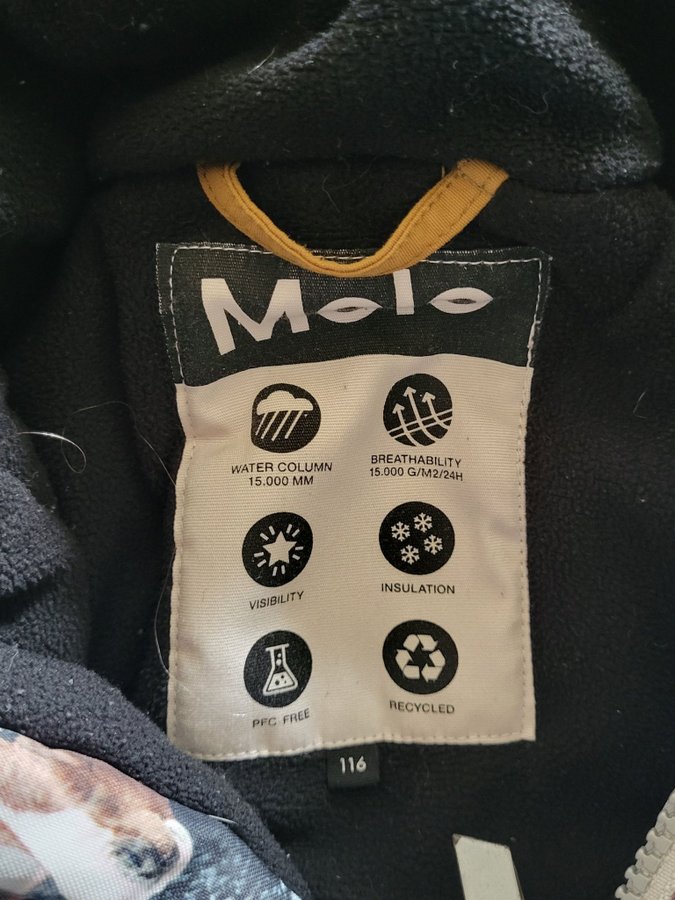 Molo
WATER COLUMN
15.000 MM
BREATHABILITY
15.000 G/M2/24H
VISIBILITY
INSULATION
PFC FREE
RECYCLED
116